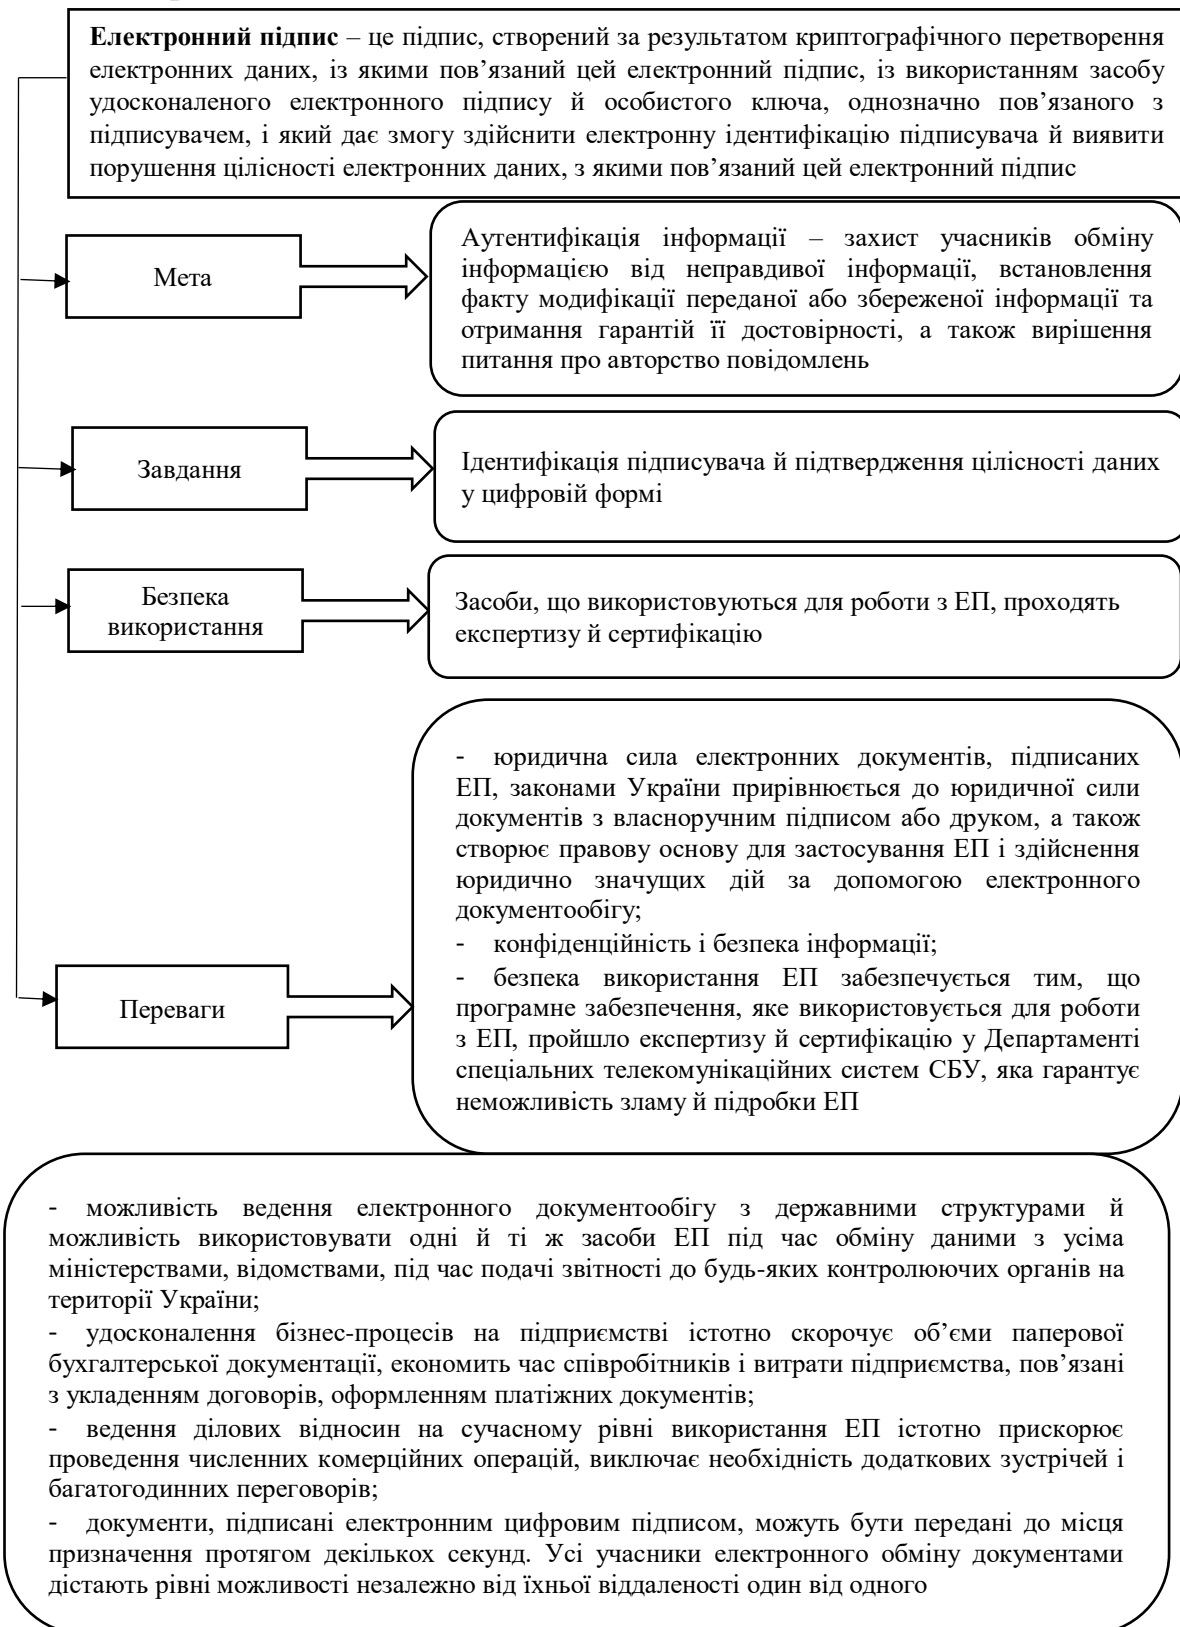 Електронний підпис – це підпис, створений за результатом криптографічного перетворення
електронних даних, із якими пов’язаний цей електронний підпис, із використанням засобу
удосконаленого електронного підпису й особистого ключа, однозначно пов’язаного з
підписувачем, і який дає змогу здійснити електронну ідентифікацію підписувача й виявити
порушення цілісності електронних даних, з якими пов’язаний цей електронний підпис
Мета
Аутентифікація інформації – захист учасників обміну
інформацією від неправдивої інформації, встановлення
факту модифікації переданої або збереженої інформації та
отримання гарантій її достовірності, а також вирішення
питання про авторство повідомлень
Завдання
Ідентифікація підписувача й підтвердження цілісності даних
у цифровій формі
Безпека
використання
Засоби, що використовуються для роботи з ЕП, проходять
експертизу й сертифікацію
Переваги
- юридична сила електронних документів, підписаних
ЕП, законами України прирівнюється до юридичної сили
документів з власноручним підписом або друком, а також
створює правову основу для застосування ЕП і здійснення
юридично значущих дій за допомогою електронного
документообігу;
- конфіденційність і безпека інформації;
- безпека використання ЕП забезпечується тим, що
програмне забезпечення, яке використовується для роботи
з ЕП, пройшло експертизу й сертифікацію у Департаменті
спеціальних телекомунікаційних систем СБУ, яка гарантує
неможливість зламу й підробки ЕП
- можливість ведення електронного документообігу з державними структурами й
можливість використовувати одні й ті ж засоби ЕП під час обміну даними з усіма
міністерствами, відомствами, під час подачі звітності до будь-яких контролюючих органів на
території України;
- удосконалення бізнес-процесів на підприємстві істотно скорочує об’єми паперової
бухгалтерської документації, економить час співробітників і витрати підприємства, пов’язані
з укладенням договорів, оформленням платіжних документів;
- ведення ділових відносин на сучасному рівні використання ЕП істотно прискорює
проведення численних комерційних операцій, виключає необхідність додаткових зустрічей і
багатогодинних переговорів;
- документи, підписані електронним цифровим підписом, можуть бути передані до місця
призначення протягом декількох секунд. Усі учасники електронного обміну документами
дістають рівні можливості незалежно від їхньої віддаленості один від одного